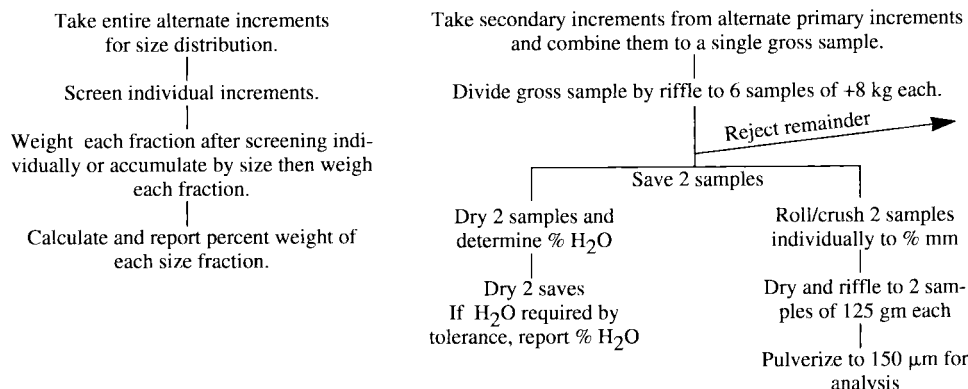 Take entire alternate increments
for size distribution.
Screen individual increments.
Weight each fraction after screening indi-
vidually or accumulate by size then weigh
each fraction.
Calculate and report percent weight of
each size fraction.
Take secondary increments from alternate primary increments
and combine them to a single gross sample.
Divide gross sample by riffle to 6 samples of +8 kg each.
Reject remainder
Save 2 samples
Dry 2 samples and
determine % H₂O
Dry 2 saves
If H₂O required by
tolerance, report % H₂O
Roll/crush 2 samples
individually to % mm
Dry and riffle to 2 sam-
ples of 125 gm each
Pulverize to 150 μm for
analysis